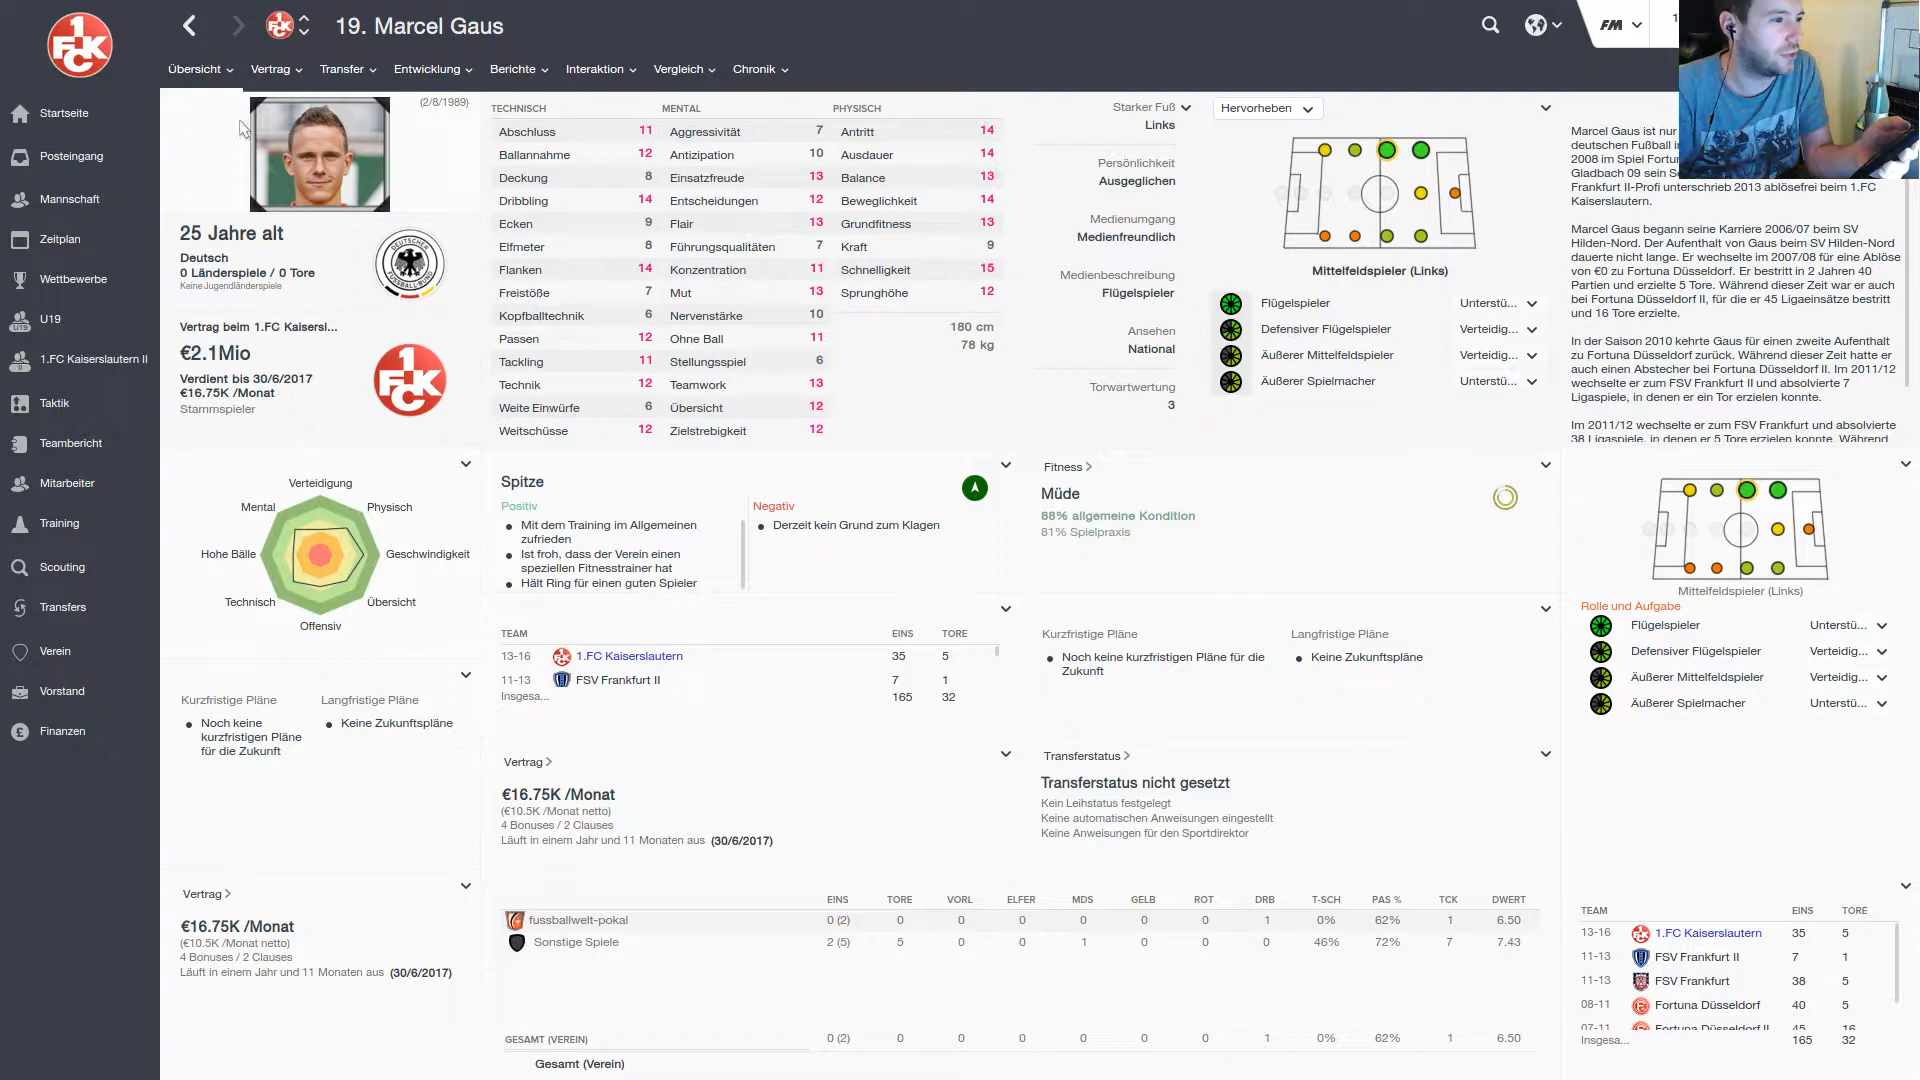 19. Marcel Gaus
FM
Übersicht
Vertrag
Transfer
Entwicklung
Berichte
Interaktion
Vergleich
Chronik
Startseite
Posteingang
Mannschaft
Zeitplan
Wettbewerbe
U19
1.FC Kaiserslautern II
Taktik
Teambericht
Mitarbeiter
Training
Scouting
Transfers
Verein
Vorstand
Finanzen
(2/8/1989)
25 Jahre alt
Deutsch
0 Länderspiele / 0 Tore
Keine Jugendländerspiele
Vertrag beim 1.FC Kaisersl...
€2.1Mio
Verdient bis 30/6/2017
€16.75K /Monat
Stammspieler
TECHNISCH
Abschluss 11
Ballannahme 12
Deckung 8
Dribbling 14
Ecken 9
Elfmeter 8
Flanken 14
Freistöße 7
Kopfballtechnik 6
Passen 12
Tackling 11
Technik 12
Weite Einwürfe 6
Weitschüsse 12
MENTAL
Aggressivität 7
Antizipation 10
Einsatzfreude 13
Entscheidungen 12
Flair 13
Führungsqualitäten 7
Konzentration 11
Mut 13
Nervenstärke 10
Ohne Ball 11
Stellungsspiel 6
Teamwork 13
Übersicht 12
Zielstrebigkeit 12
PHYSISCH
Antritt 14
Ausdauer 14
Balance 13
Beweglichkeit 14
Grundfitness 13
Kraft 9
Schnelligkeit 15
Sprunghöhe 12
180 cm
78 kg
Starker Fuß
Links
Persönlichkeit
Ausgeglichen
Medienumgang
Medienfreundlich
Medienbeschreibung
Flügelspieler
Ansehen
National
Torwartwertung
3
Hervorheben
Mittelfeldspieler (Links)
Flügelspieler Unterstü...
Defensiver Flügelspieler Verteidig...
Äußerer Mittelfeldspieler Verteidig...
Äußerer Spielmacher Unterstü...
Marcel Gaus ist nur
deutschen Fußball i
2008 im Spiel Fortu
Gladbach 09 sein S
Frankfurt II-Profi unterschrieb 2013 ablösefrei beim 1.FC
Kaiserslautern.
Marcel Gaus begann seine Karriere 2006/07 beim SV
Hilden-Nord. Der Aufenthalt von Gaus beim SV Hilden-Nord
dauerte nicht lange. Er wechselte im 2007/08 für eine Ablöse
von €0 zu Fortuna Düsseldorf. Er bestritt in 2 Jahren 40
Partien und erzielte 5 Tore. Während dieser Zeit war er auch
bei Fortuna Düsseldorf II, für die er 45 Ligaeinsätze bestritt
und 16 Tore erzielte.
In der Saison 2010 kehrte Gaus für einen zweite Aufenthalt
zu Fortuna Düsseldorf zurück. Während dieser Zeit hatte er
auch einen Abstecher bei Fortuna Düsseldorf II. Im 2011/12
wechselte er zum FSV Frankfurt II und absolvierte 7
Ligaspiele, in denen er ein Tor erzielen konnte.
Im 2011/12 wechselte er zum FSV Frankfurt und absolvierte
38 Ligaspiele, in denen er 5 Tore erzielen konnte. Während
Verteidigung
Mental
Physisch
Hohe Bälle
Geschwindigkeit
Technisch
Übersicht
Offensiv
Spitze
Positiv
Mit dem Training im Allgemeinen
zufrieden
Ist froh, dass der Verein einen
speziellen Fitnesstrainer hat
Hält Ring für einen guten Spieler
Negativ
Derzeit kein Grund zum Klagen
Fitness
Müde
88% allgemeine Kondition
81% Spielpraxis
Mittelfeldspieler (Links)
Rolle und Aufgabe
Flügelspieler Unterstü...
Defensiver Flügelspieler Verteidig...
Äußerer Mittelfeldspieler Verteidig...
Äußerer Spielmacher Unterstü...
TEAM EINS TORE
13-16 1.FC Kaiserslautern 35 5
11-13 FSV Frankfurt II 7 1
Insgesa... 165 32
Kurzfristige Pläne
Noch keine kurzfristigen Pläne für die
Zukunft
Langfristige Pläne
Keine Zukunftspläne
Kurzfristige Pläne
Noch keine
kurzfristigen Pläne
für die Zukunft
Langfristige Pläne
Keine Zukunftspläne
Vertrag
€16.75K /Monat
(€10.5K /Monat netto)
4 Bonuses / 2 Clauses
Läuft in einem Jahr und 11 Monaten aus (30/6/2017)
Transferstatus
Transferstatus nicht gesetzt
Kein Leihstatus festgelegt
Keine automatischen Anweisungen eingestellt
Keine Anweisungen für den Sportdirektor
Vertrag
€16.75K /Monat
(€10.5K /Monat netto)
4 Bonuses / 2 Clauses
Läuft in einem Jahr und 11 Monaten aus (30/6/2017)
EINS TORE VORL ELFER MDS GELB ROT DRB T-SCH PAS % TCK DWERT
fussballwelt-pokal 0 (2) 0 0 0 0 0 0 1 0% 62% 1 6.50
Sonstige Spiele 2 (5) 5 0 0 1 0 0 0 46% 72% 7 7.43
GESAMT (VEREIN) 0 (2) 0 0 0 0 0 0 1 0% 62% 1 6.50
Gesamt (Verein)
TEAM EINS TORE
13-16 1.FC Kaiserslautern 35 5
11-13 FSV Frankfurt II 7 1
11-13 FSV Frankfurt 38 5
08-11 Fortuna Düsseldorf 40 5
07-11 Fortuna Düsseldorf II 45 16
Insgesa... 165 32